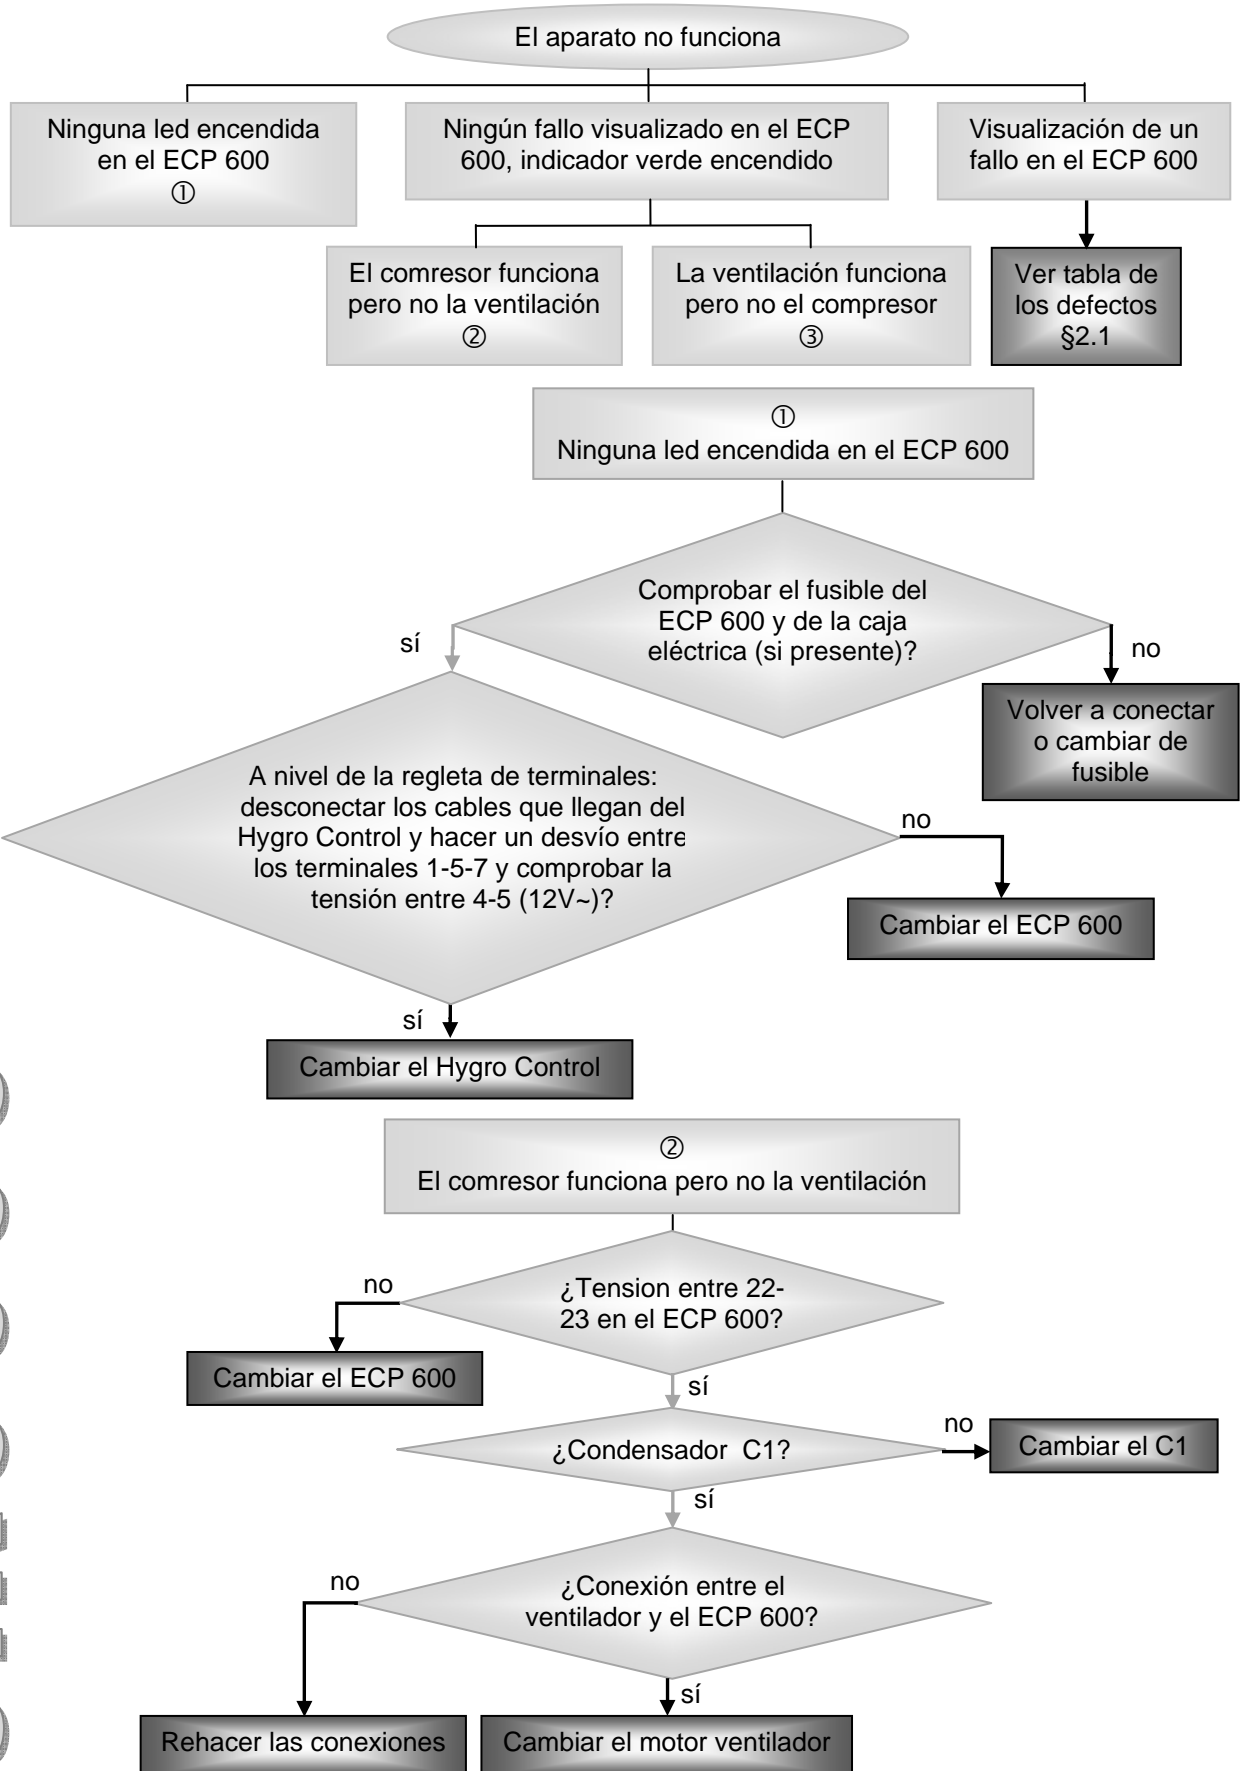 El aparato no funciona
Ninguna led encendida
en el ECP 600
①
Ningún fallo visualizado en el ECP
600, indicador verde encendido
Visualización de un
fallo en el ECP 600
El comresor funciona
pero no la ventilación
②
La ventilación funciona
pero no el compresor
③
Ver tabla de
los defectos
§2.1
①
Ninguna led encendida en el ECP 600
Comprobar el fusible del
ECP 600 y de la caja
eléctrica (si presente)?
sí
no
Volver a conectar
o cambiar de
fusible
A nivel de la regleta de terminales:
desconectar los cables que llegan del
Hygro Control y hacer un desvío entre
los terminales 1-5-7 y comprobar la
tensión entre 4-5 (12V~)?
no
Cambiar el ECP 600
sí
Cambiar el Hygro Control
②
El comresor funciona pero no la ventilación
¿Tension entre 22-
23 en el ECP 600?
no
Cambiar el ECP 600
sí
¿Condensador C1?
no
Cambiar el C1
sí
¿Conexión entre el
ventilador y el ECP 600?
no
sí
Rehacer las conexiones
Cambiar el motor ventilador